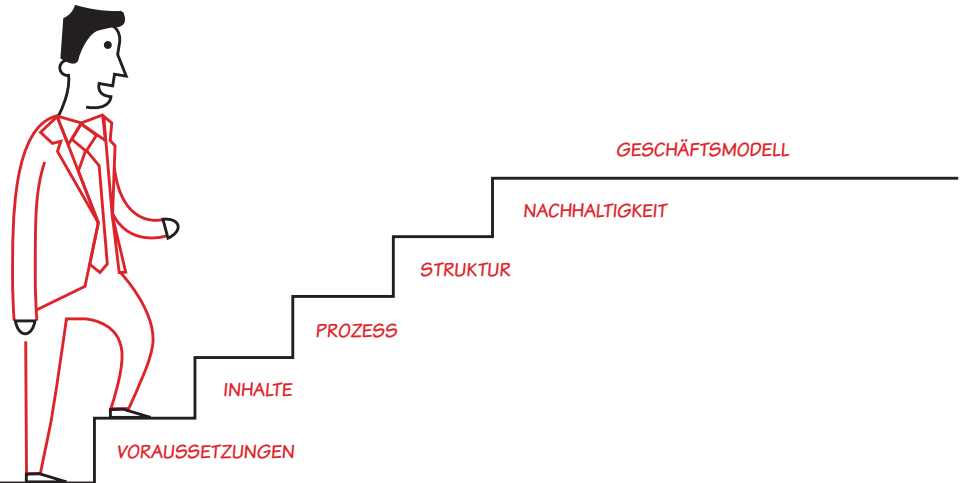 GESCHÄFTSMODELL
NACHHALTIGKEIT
STRUKTUR
PROZESS
INHALTE
VORAUSSETZUNGEN